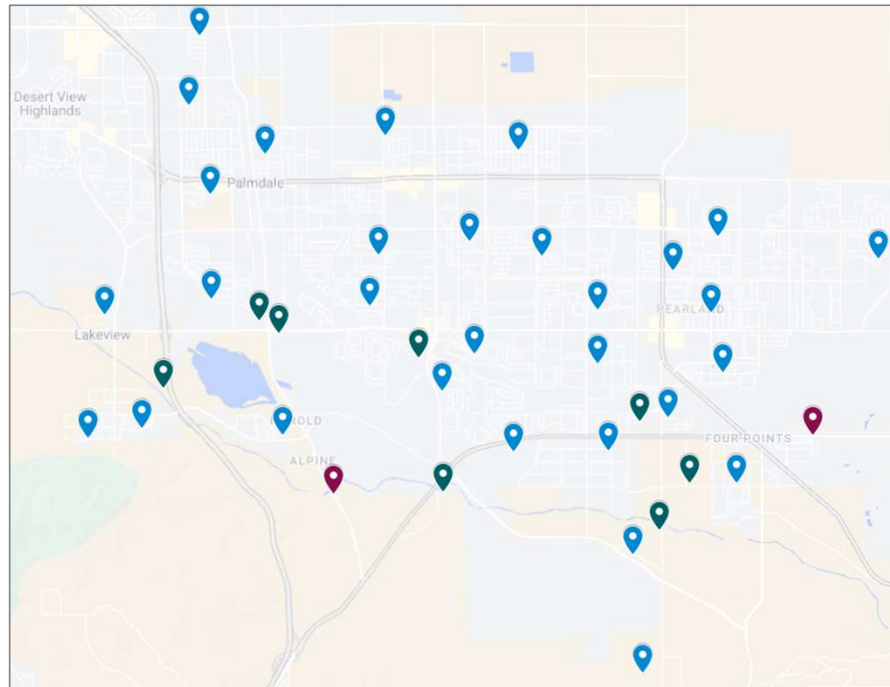 Desert View
Highlands
Palmdale
PEARLAND
Lakeview
FOUR POINTS
ALPINE